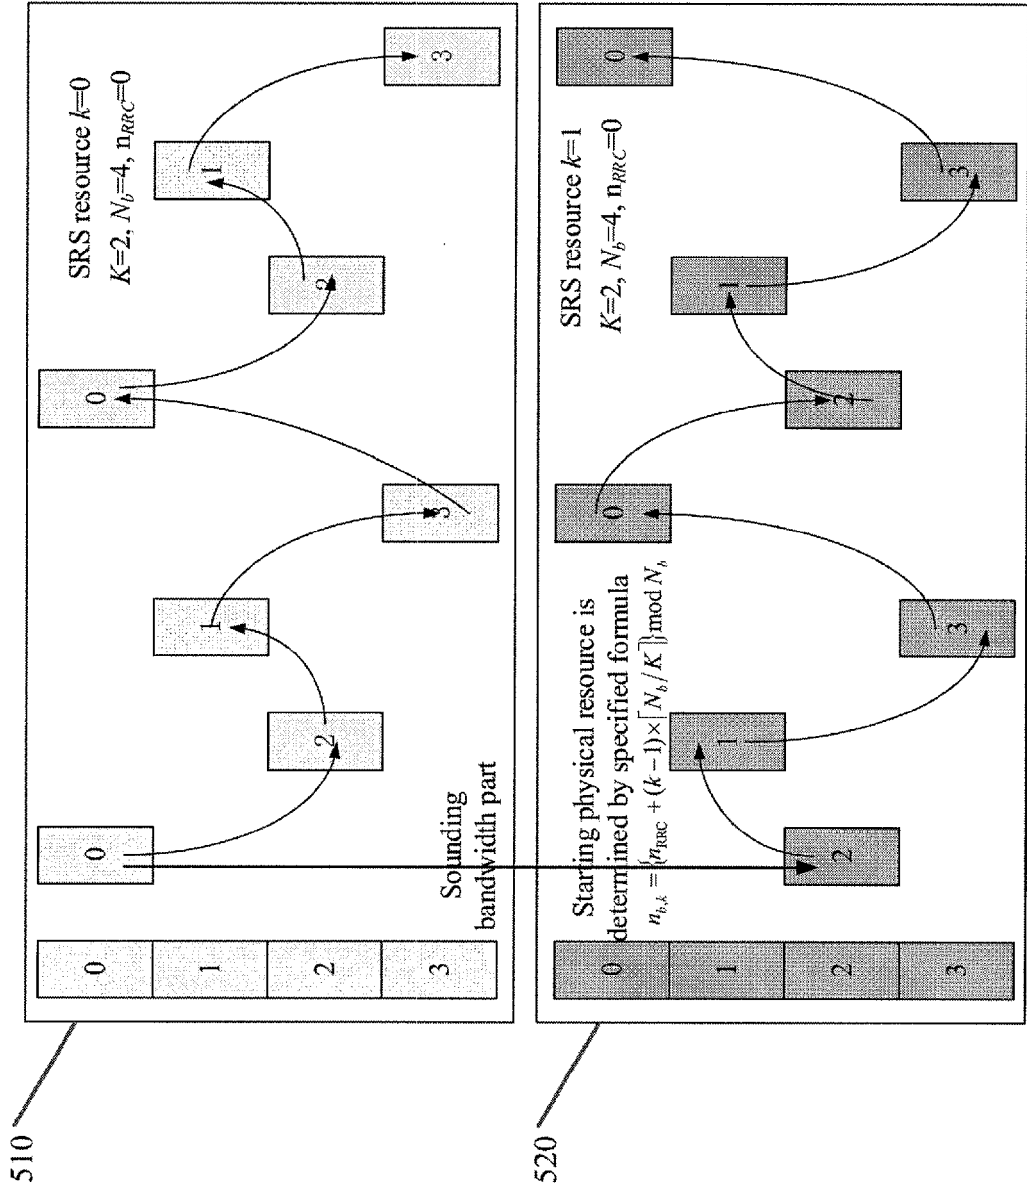 510
0
1
2
3
0
2
1
3
0
2
1
3
SRS resource k=0
K=2, N_b=4, n_RRC=0
Sounding
bandwidth part
520
0
1
2
3
2
1
3
0
2
1
3
0
Starting physical resource is
determined by specified formula
n_{b,k} = {n_RRC + (k−1)×⌈N_b/K⌉} mod N_b
SRS resource k=1
K=2, N_b=4, n_RRC=0